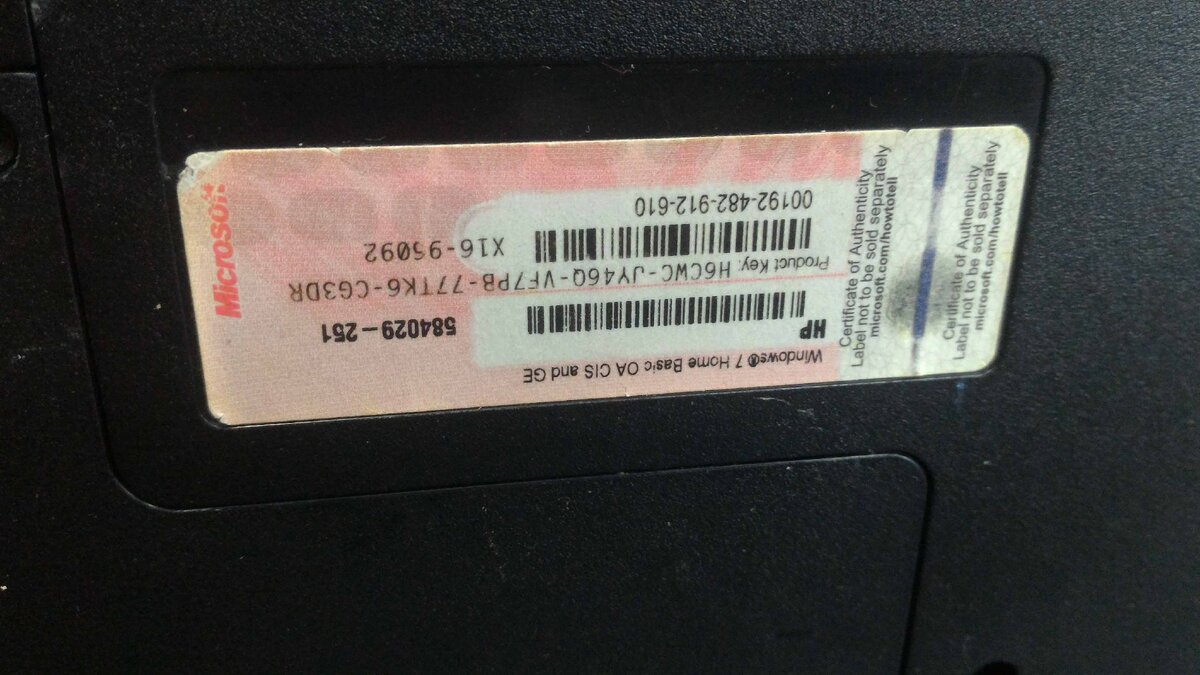 Windows® 7 Home Basic OA CIS and GE
HP
584029-251
Product Key: H6CWC-JY46Q-VF7PB-77TK6-CG3DR
X16-96092
00192-482-912-610
Microsoft
Certificate of Authenticity
Label not to be sold separately
microsoft.com/howtotell
Certificate of Authenticity
Label not to be sold separately
microsoft.com/howtotell